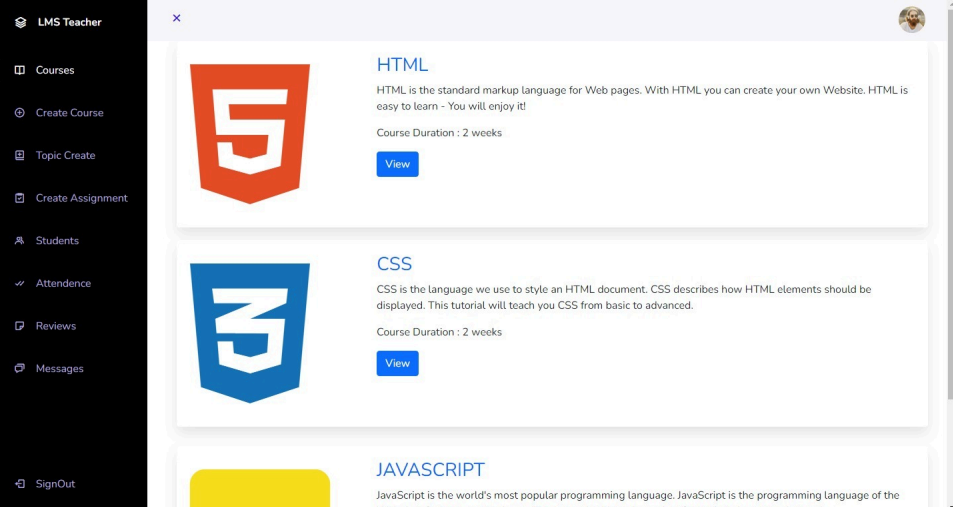 LMS Teacher
Courses
Create Course
Topic Create
Create Assignment
Students
Attendence
Reviews
Messages
SignOut
HTML
HTML is the standard markup language for Web pages. With HTML you can create your own Website. HTML is
easy to learn - You will enjoy it!
Course Duration : 2 weeks
View
CSS
CSS is the language we use to style an HTML document. CSS describes how HTML elements should be
displayed. This tutorial will teach you CSS from basic to advanced.
Course Duration : 2 weeks
View
JAVASCRIPT
JavaScript is the world's most popular programming language. JavaScript is the programming language of the